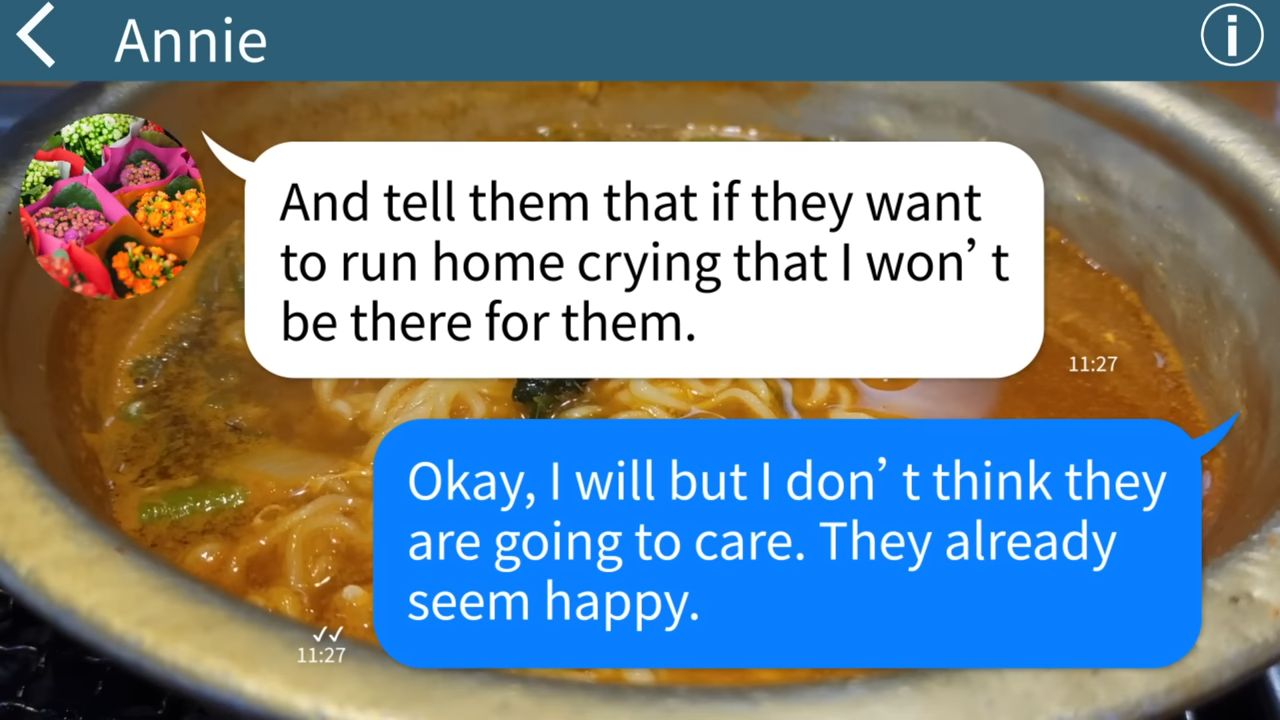 Annie
And tell them that if they want
to run home crying that I won’ t
be there for them.
11:27
Okay, I will but I don’ t think they
are going to care. They already
seem happy.
11:27